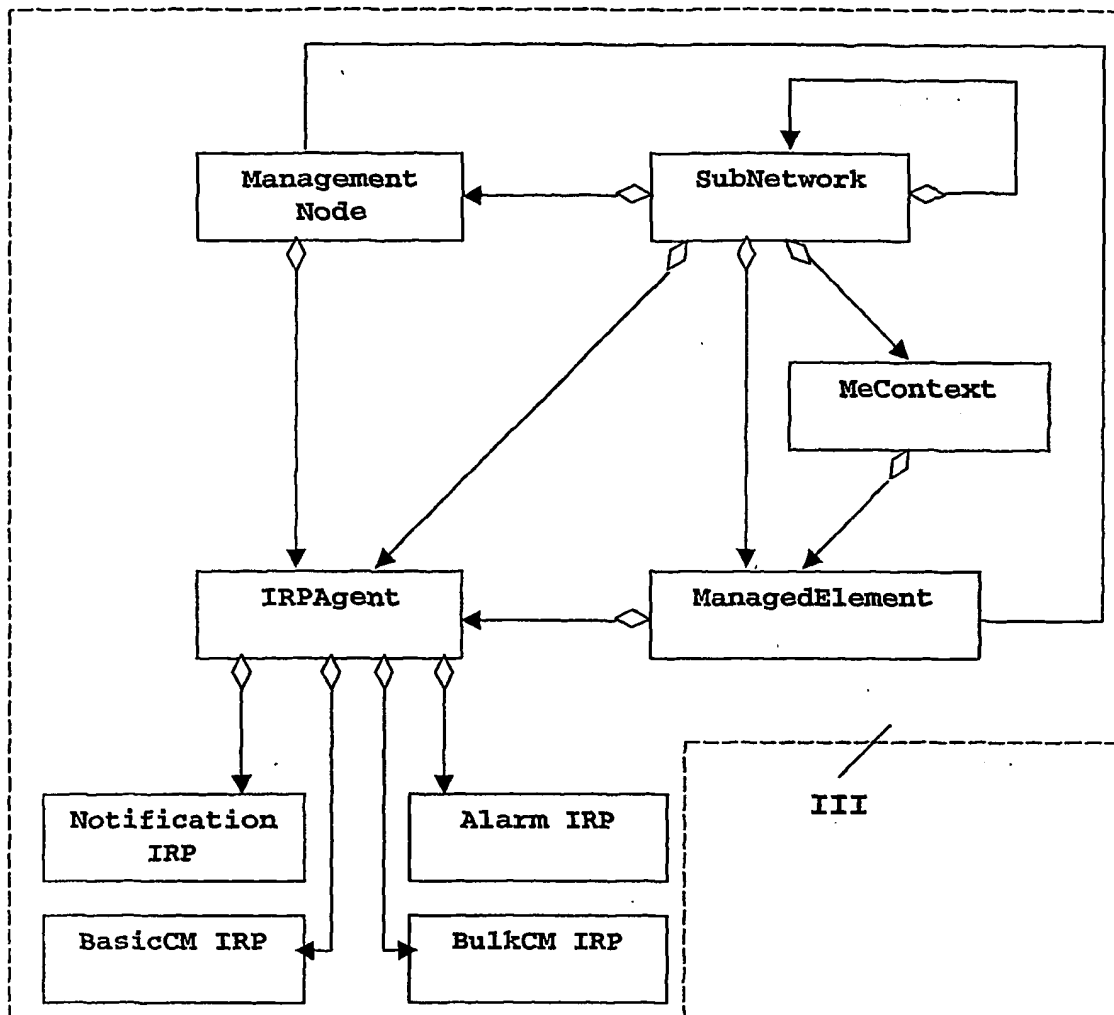 Management
Node
SubNetwork
MeContext
IRPAgent
ManagedElement
III
Notification
IRP
Alarm IRP
BasicCM IRP
BulkCM IRP